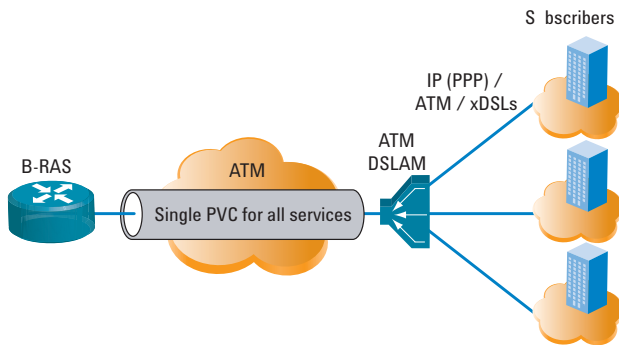 S bscribers
IP (PPP) /
ATM / xDSLs
ATM
DSLAM
B-RAS
ATM
Single PVC for all services